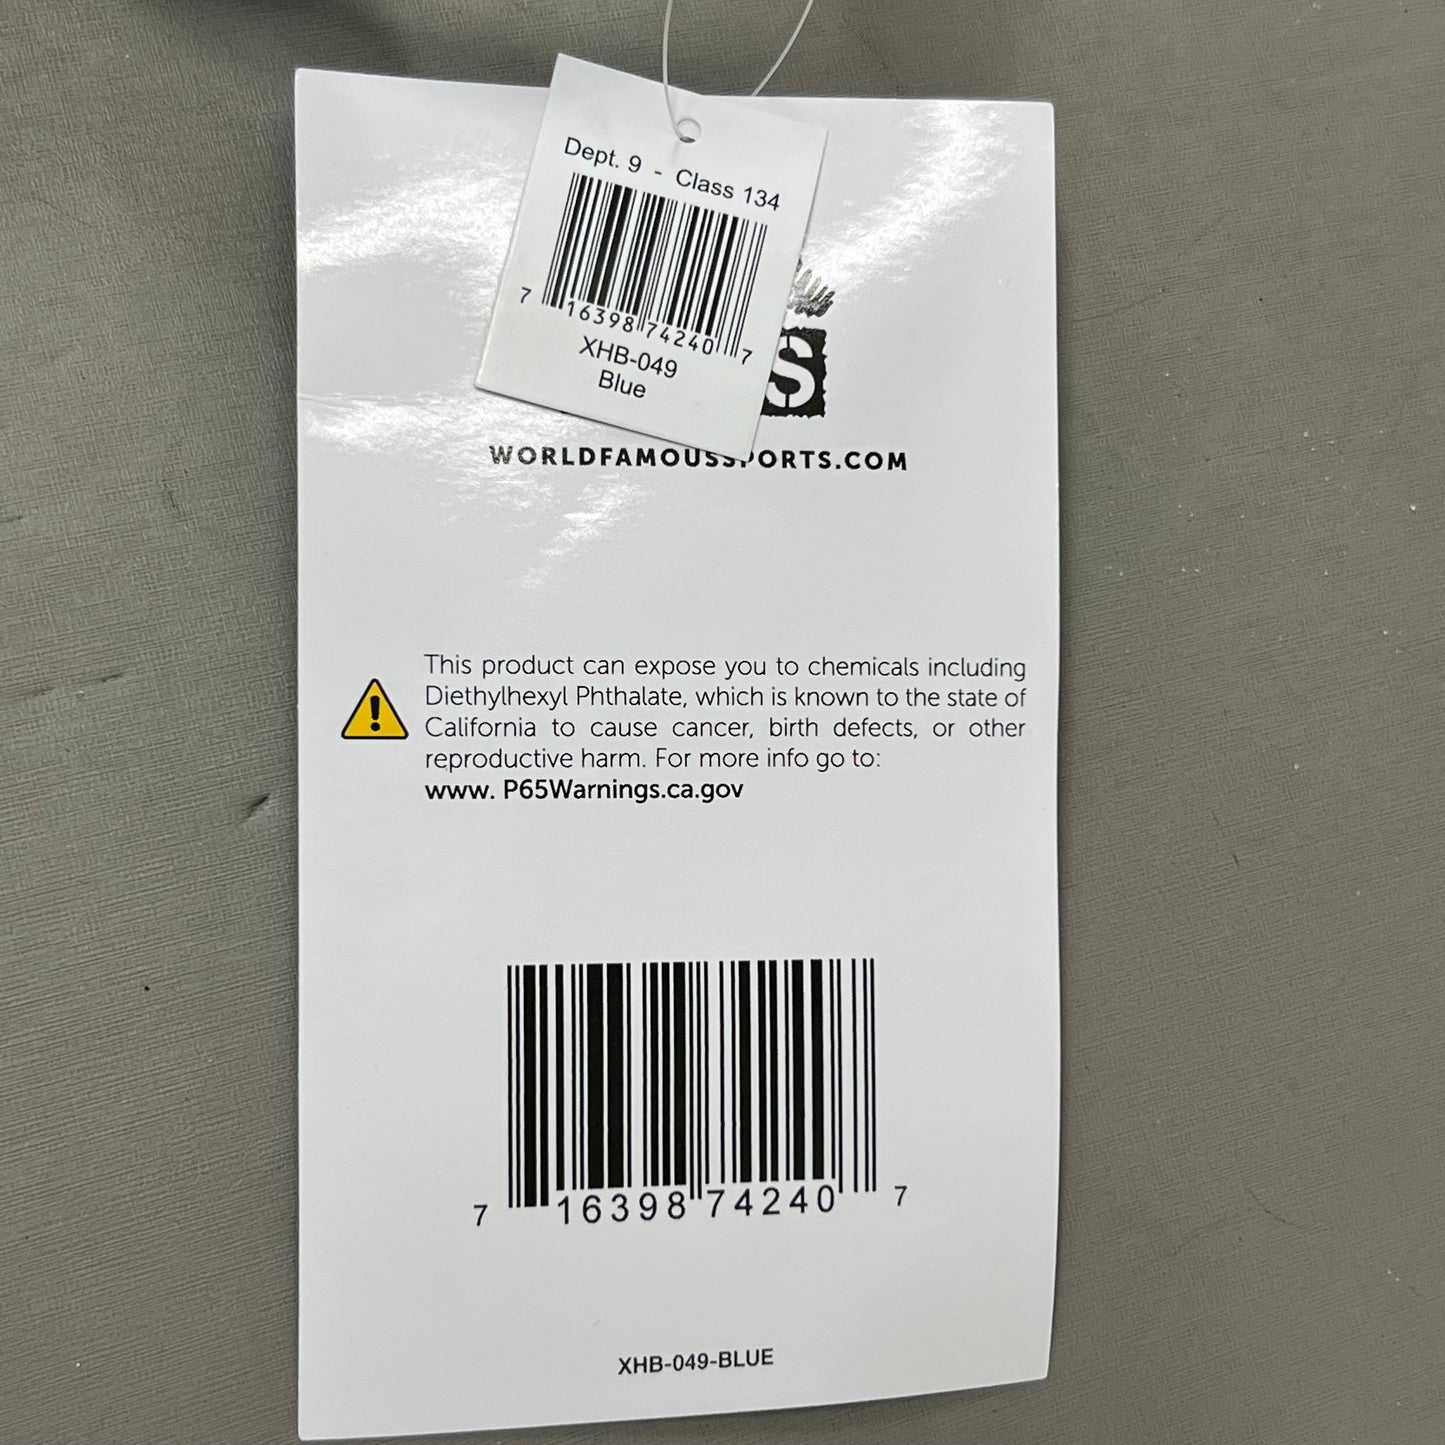 Dept. 9 - Class 134
7 16398 74240 7
XHB-049
Blue
S
WORLDFAMOUSSPORTS.COM
This product can expose you to chemicals including
Diethylhexyl Phthalate, which is known to the state of
California to cause cancer, birth defects, or other
reproductive harm. For more info go to:
www. P65Warnings.ca.gov
7 16398 74240 7
XHB-049-BLUE